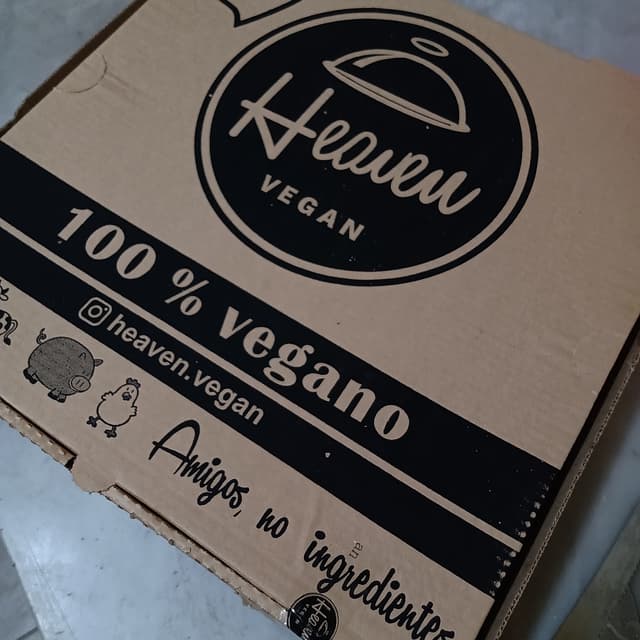 Heaven
VEGAN
100 % vegano
heaven.vegan
Amigos, no ingredientes